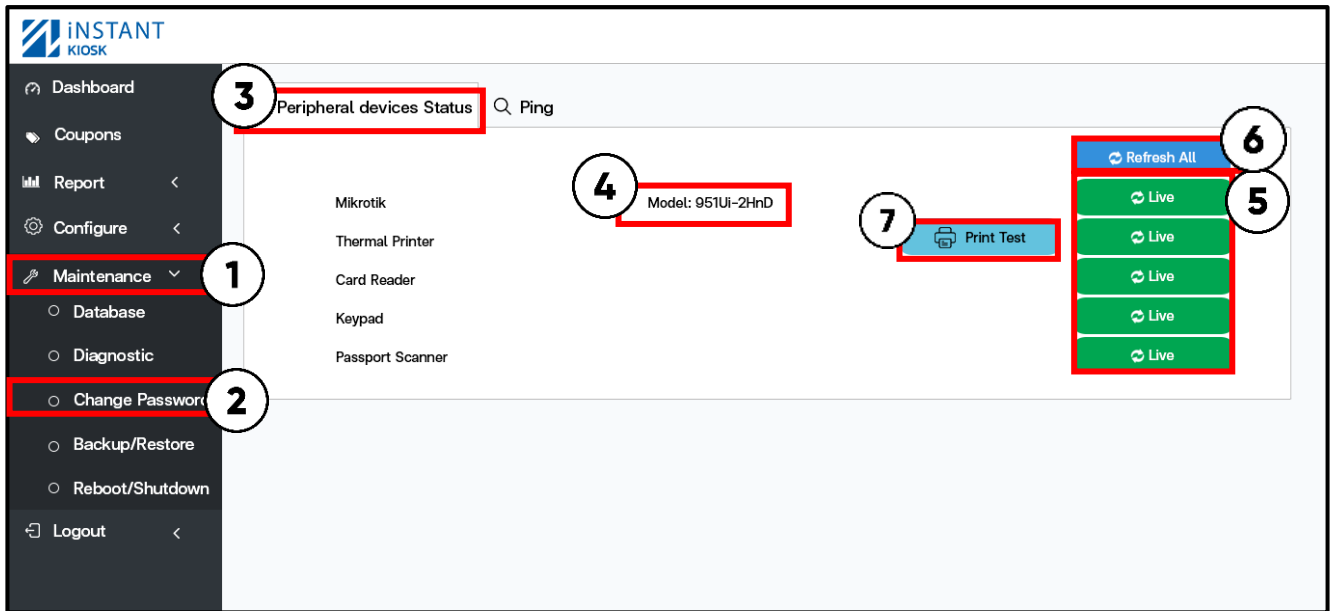 iNSTANT
KIOSK
Dashboard
Coupons
Report
Configure
Maintenance
Database
Diagnostic
Change Password
Backup/Restore
Reboot/Shutdown
Logout
1
2
3
Peripheral devices Status
Ping
6
Refresh All
4
5
Mikrotik
Model: 951Ui-2HnD
Live
7
Thermal Printer
Print Test
Live
Card Reader
Live
Keypad
Live
Passport Scanner
Live